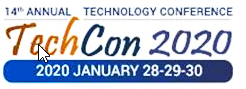 14th ANNUAL TECHNOLOGY CONFERENCE
TechCon 2020
2020 JANUARY 28-29-30